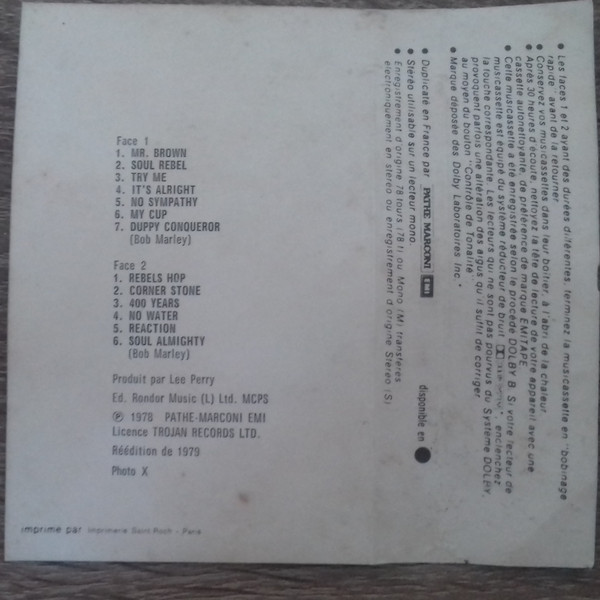 Face 1
1. MR. BROWN
2. SOUL REBEL
3. TRY ME
4. IT'S ALRIGHT
5. NO SYMPATHY
6. MY CUP
7. DUPPY CONQUEROR
(Bob Marley)
Face 2
1. REBELS HOP
2. CORNER STONE
3. 400 YEARS
4. NO WATER
5. REACTION
6. SOUL ALMIGHTY
(Bob Marley)
Produit par Lee Perry
Ed. Rondor Music (L) Ltd. MCPS
℗ 1978 PATHE-MARCONI EMI
Licence TROJAN RECORDS LTD.
Réédition de 1979
Photo X
imprimé par Imprimerie Saint-Roch - Paris
● Les faces 1 et 2 ayant des durées différentes, terminez la musicassette en "bobinage
rapide" avant de la retourner
● Conservez vos musicassettes dans leur boîtier à l'abri de la chaleur
● Après 30 heures d'écoute, nettoyez la tête de lecture de votre appareil avec une
cassette autonettoyante, de préférence de marque EMITAPE
● Cette musicassette a été enregistrée selon le procédé DOLBY B. Si votre lecteur de
musicassette est équipé du système réducteur de bruit enclenchez
la touche correspondante. Les lecteurs qui ne sont pas pourvus du Système DOLBY,
provoquent parfois une altération des aigus qu'il suffit de corriger
au moyen du bouton "Contrôle de Tonalité"
● Marque déposée des Dolby Laboratoires Inc.
● Dupliqué en France par PATHE MARCONI EMI disponible en ●
● Stéréo utilisable sur un lecteur mono.
● Enregistrement d'origine 78 tours (78 t) ou Mono (M) transférés
électroniquement en stéréo ou enregistrement d'origine Stéréo (S)